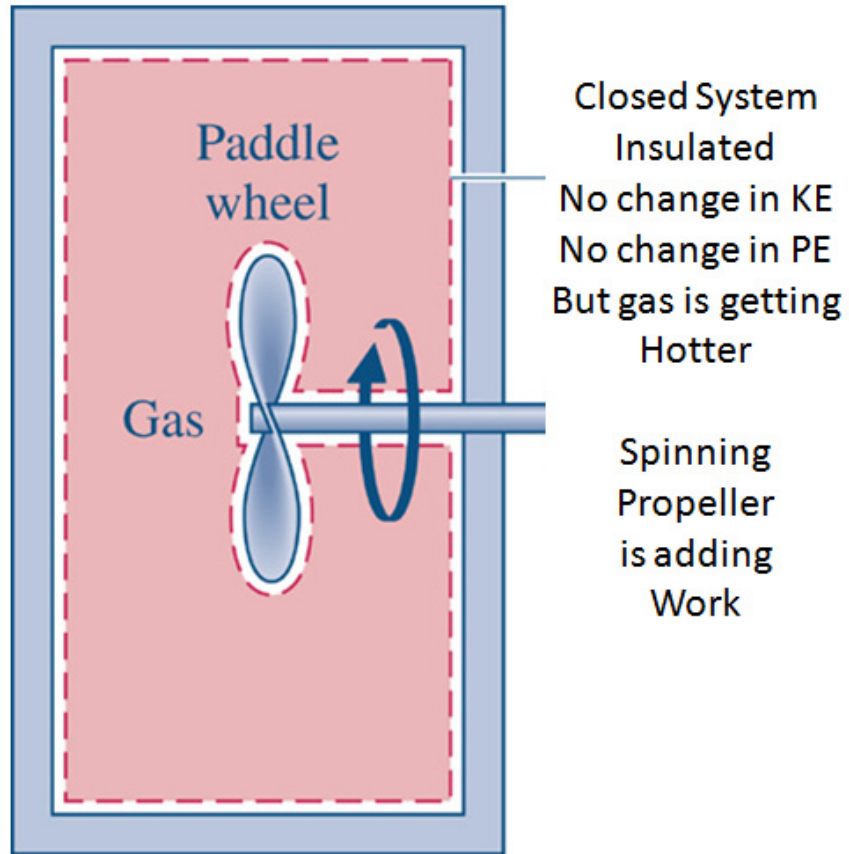 Paddle
wheel
Gas
Closed System
Insulated
No change in KE
No change in PE
But gas is getting
Hotter
Spinning
Propeller
is adding
Work